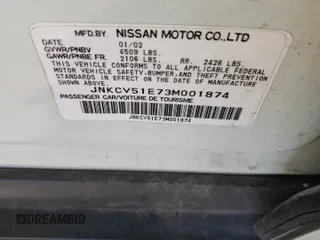 MFD. BY NISSAN MOTOR CO.,LTD
DATE: 01/02
GVWR/PNBV 4509 LBS.
GAWR/PNBE FR. 2106 LBS. RR. 2426 LBS.
THIS VEHICLE CONFORMS TO ALL APPLICABLE FEDERAL
MOTOR VEHICLE SAFETY,BUMPER,AND THEFT PREVENTION
STANDARDS IN EFFECT ON THE DATE OF MANUFACTURE
SHOWN ABOVE.
JNKCV51E73M001874
PASSENGER CAR/VOITURE DE TOURISME
JNKCV51E73M001874
DREAMBID